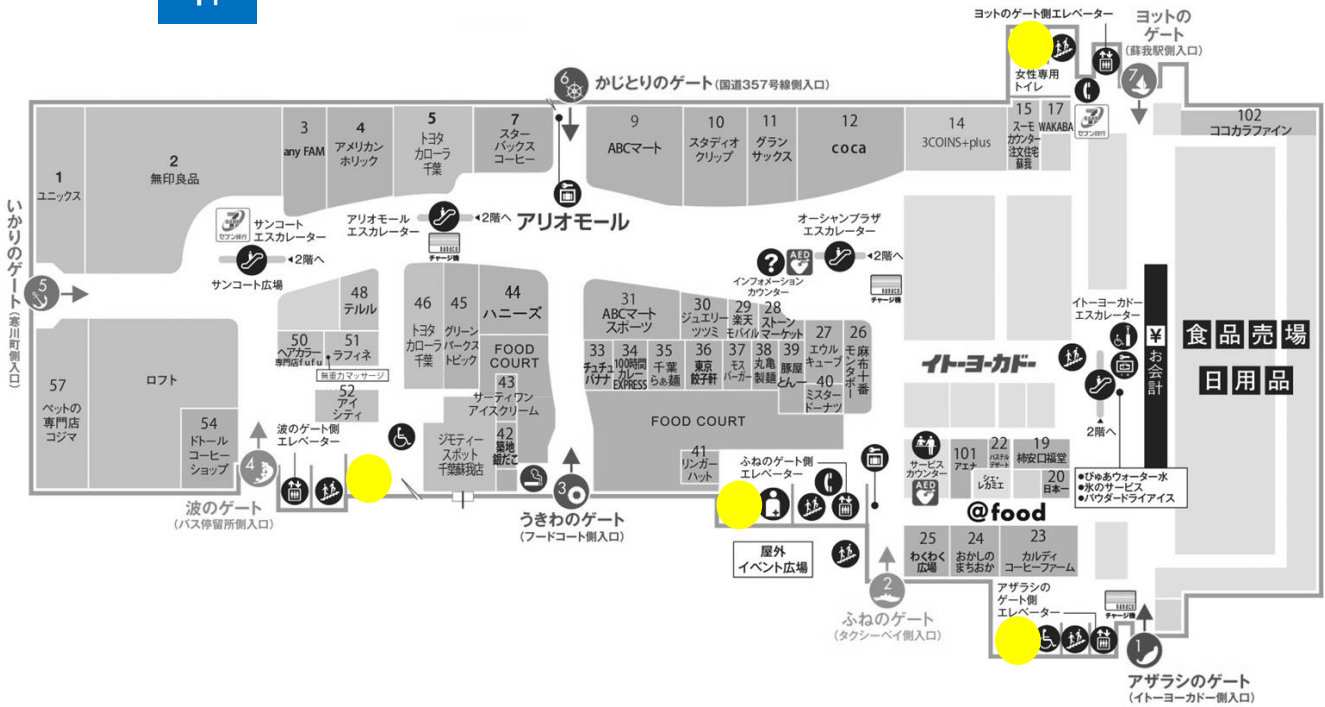 ヨットのゲート側エレベーター
ヨットの
ゲート
(蘇我駅側入口)
7
女性専用
トイレ
6
かじとりのゲート(国道357号線側入口)
1
ユニックス
2
無印良品
3
any FAM
4
アメリカン
ホリック
5
トヨタ
カローラ
千葉
7
スター
バックス
コーヒー
9
ABCマート
10
スタディオ
クリップ
11
グラン
サックス
12
coca
14
3COINS+plus
15
スーモ
カウンター
注文住宅
蘇我
17
WAKABA
セブン銀行
102
ココカラファイン
いかりのゲート(寒川町側入口)
5
セブン銀行
サンコート
エスカレーター
◂2階へ
サンコート広場
アリオモール
エスカレーター
◂2階へ
nanaco
チャージ機
アリオモール
オーシャンプラザ
エスカレーター
◂2階へ
?
AED
インフォメーション
カウンター
nanaco
チャージ機
48
テルル
50
ヘアカラー
専門店fufu
51
ラフィネ
無重力マッサージ
52
アイ
シティ
46
トヨタ
カローラ
千葉
45
グリーン
パークス
トピック
44
ハニーズ
FOOD
COURT
43
サーティワン
アイスクリーム
42
築地
銀だこ
ジモティー
スポット
千葉蘇我店
31
ABCマート
スポーツ
30
ジュエリー
ツツミ
29
楽天
モバイル
28
ストーン
マーケット
27
エウル
キューブ
26
麻布十番
モンタボー
33
チュチュ
バナナ
34
100時間
カレー
EXPRESS
35
千葉
らぁ麺
36
東京
餃子軒
37
モス
バーガー
38
丸亀
製麺
39
豚屋
とん一
40
ミスター
ドーナツ
FOOD COURT
41
リンガー
ハット
イトーヨーカドー
イトーヨーカドー
エスカレーター
▲
2階へ
¥
お会計
食品売場
日用品
57
ペットの
専門店
コジマ
ロフト
54
ドトール
コーヒー
ショップ
波のゲート側
エレベーター
4
波のゲート
(バス停留所側入口)
3
うきわのゲート
(フードコート側入口)
ふねのゲート側
エレベーター
屋外
イベント広場
2
ふねのゲート
(タクシーベイ側入口)
サービス
カウンター
AED
101
アエナ
22
パステル
デザート
19
柿安口福堂
シェ・
レカミエ
20
日本一
@food
●ぴゅあウォーター水
●氷のサービス
●パウダードライアイス
25
わくわく
広場
24
おかしの
まちおか
23
カルディ
コーヒーファーム
アザラシの
ゲート側
エレベーター
nanaco
チャージ機
1
アザラシのゲート
(イトーヨーカドー側入口)